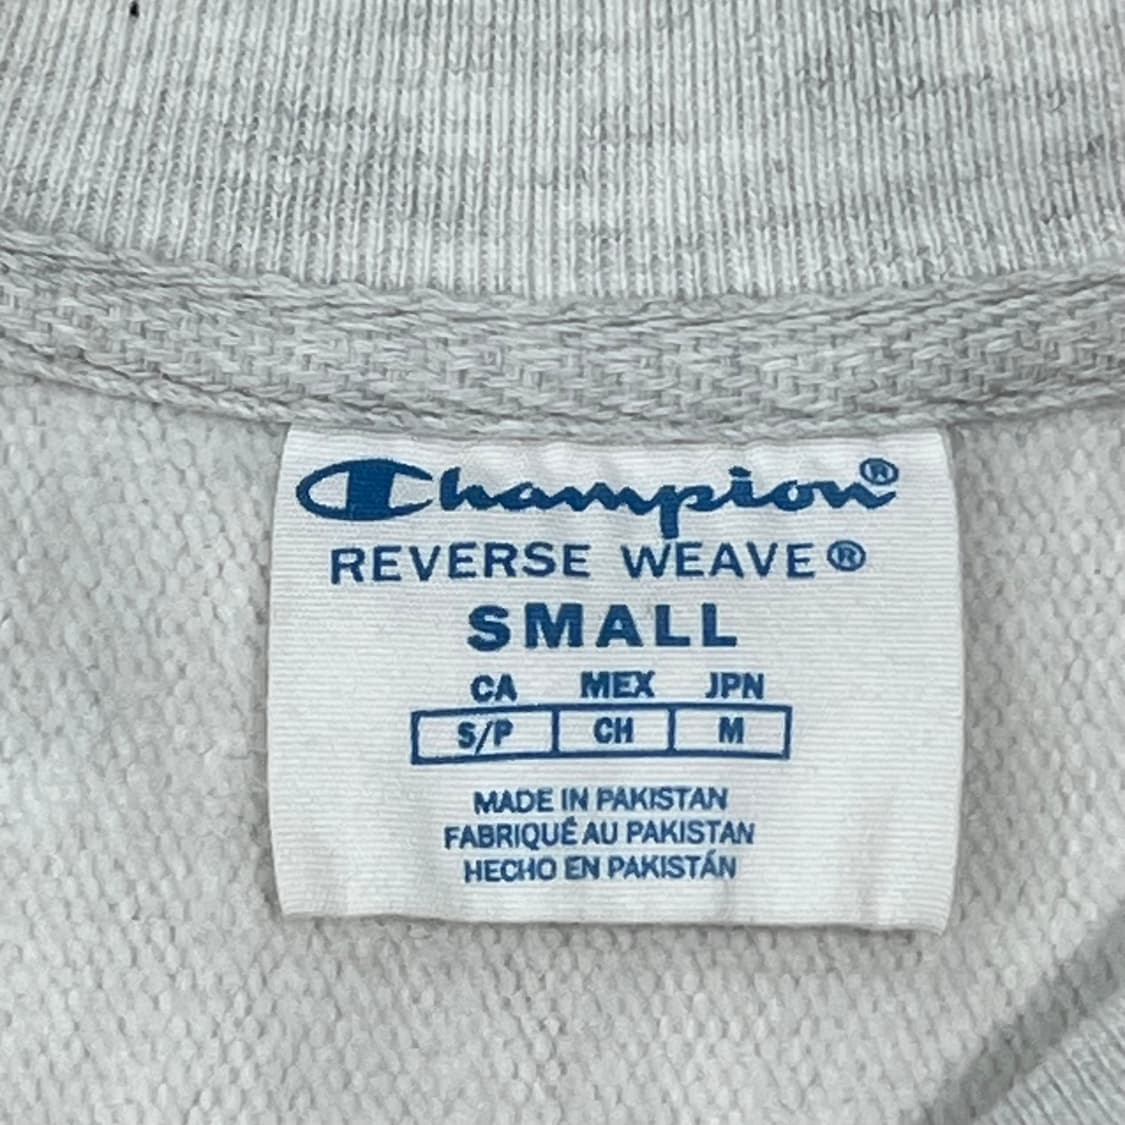 Champion®
REVERSE WEAVE®
SMALL
CA MEX JPN
S/P CH M
MADE IN PAKISTAN
FABRIQUÉ AU PAKISTAN
HECHO EN PAKISTÁN